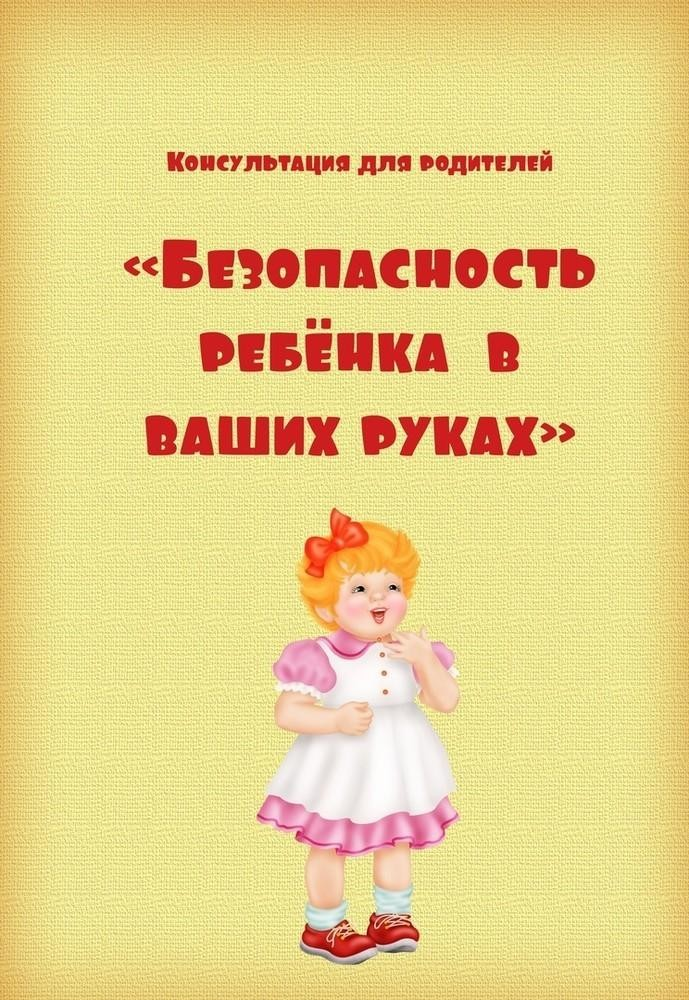 Консультация для родителей
«Безопасность
ребёнка в
ваших руках»